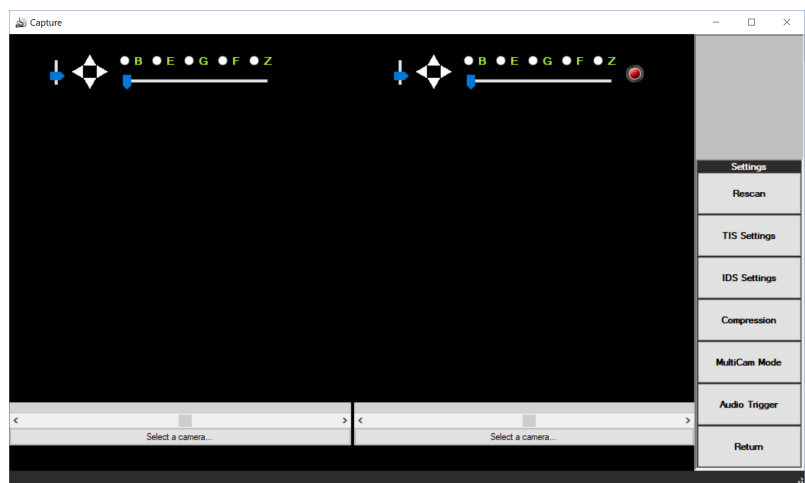 Capture
B E G F Z
B E G F Z
Settings
Rescan
TIS Settings
IDS Settings
Compression
MultiCam Mode
Audio Trigger
Return
Select a camera...
Select a camera...